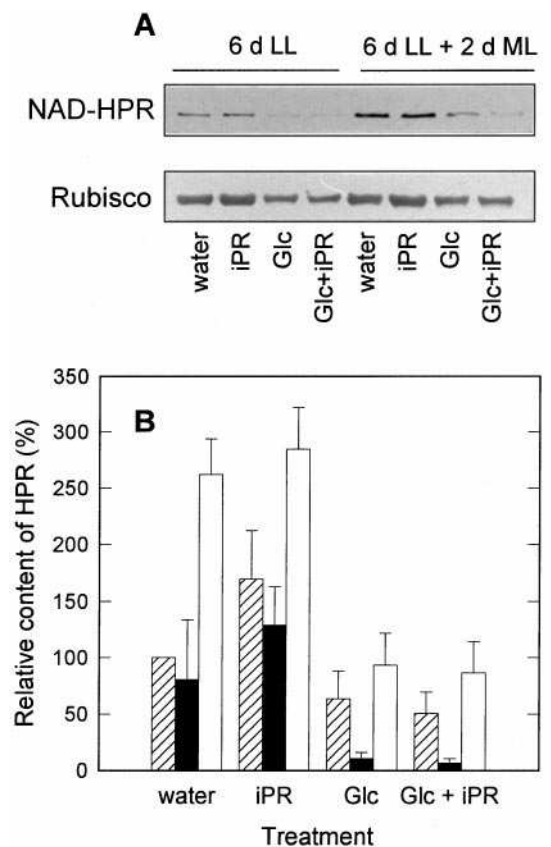 A
6 d LL
6 d LL + 2 d ML
NAD-HPR
Rubisco
water
iPR
Glc
Glc+iPR
water
iPR
Glc
Glc+iPR
B
Relative content of HPR (%)
350
300
250
200
150
100
50
0
water
iPR
Glc
Glc + iPR
Treatment